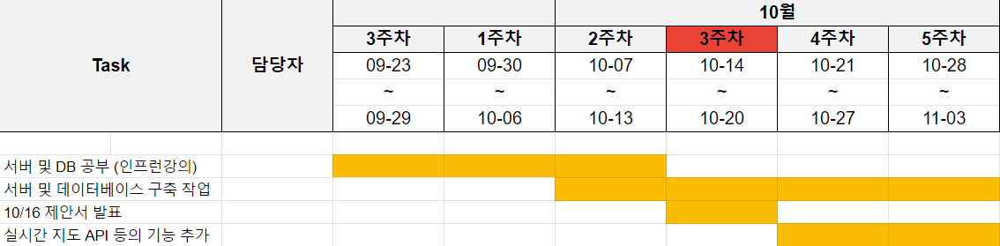 10월
Task 담당자 3주차 1주차 2주차 3주차 4주차 5주차
09-23 09-30 10-07 10-14 10-21 10-28
~ ~ ~ ~ ~ ~
09-29 10-06 10-13 10-20 10-27 11-03
서버 및 DB 공부 (인프런강의)
서버 및 데이터베이스 구축 작업
10/16 제안서 발표
실시간 지도 API 등의 기능 추가